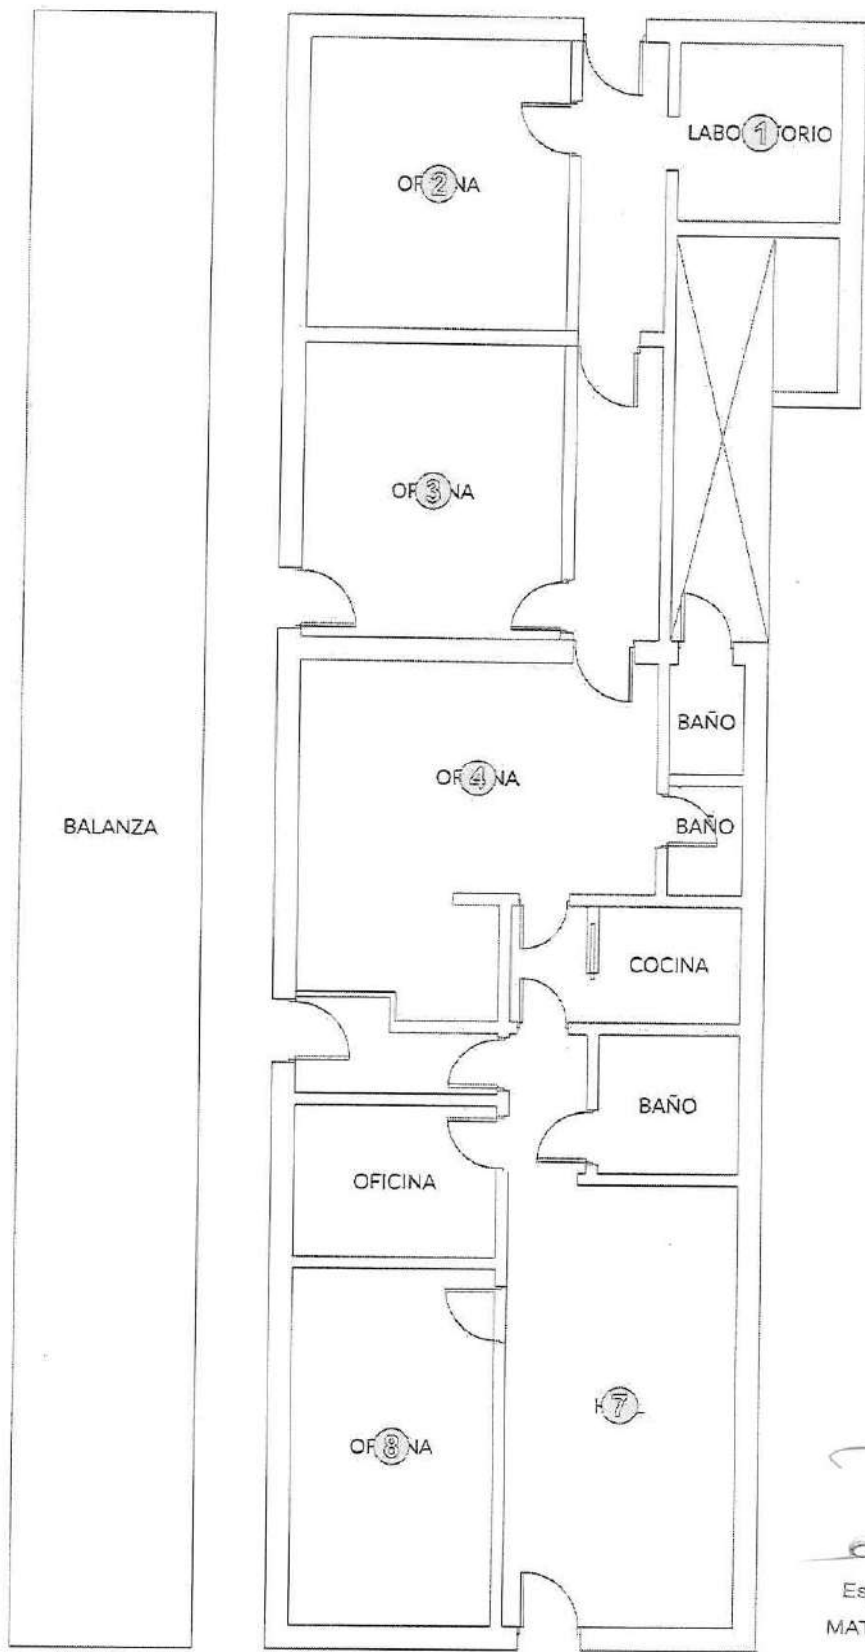 LABO 1 TORIO
OF 2 NA
OF 3 NA
BAÑO
OF 4 NA
BALANZA
BAÑO
COCINA
BAÑO
OFICINA
7
OF 8 NA
Es
MAT